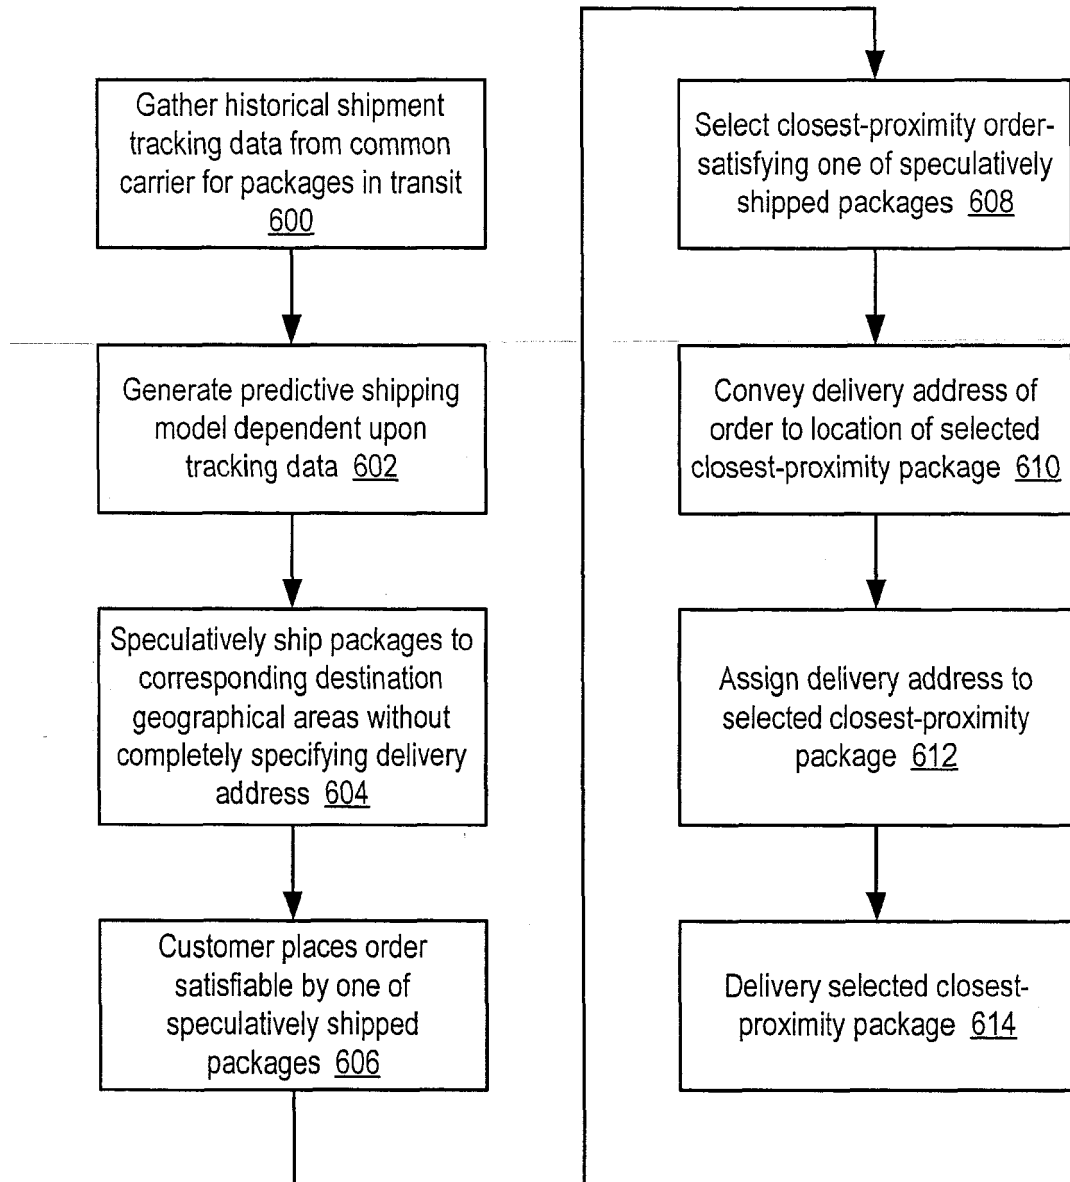 Gather historical shipment
tracking data from common
carrier for packages in transit
600
Generate predictive shipping
model dependent upon
tracking data 602
Speculatively ship packages to
corresponding destination
geographical areas without
completely specifying delivery
address 604
Customer places order
satisfiable by one of
speculatively shipped
packages 606
Select closest-proximity order-
satisfying one of speculatively
shipped packages 608
Convey delivery address of
order to location of selected
closest-proximity package 610
Assign delivery address to
selected closest-proximity
package 612
Delivery selected closest-
proximity package 614